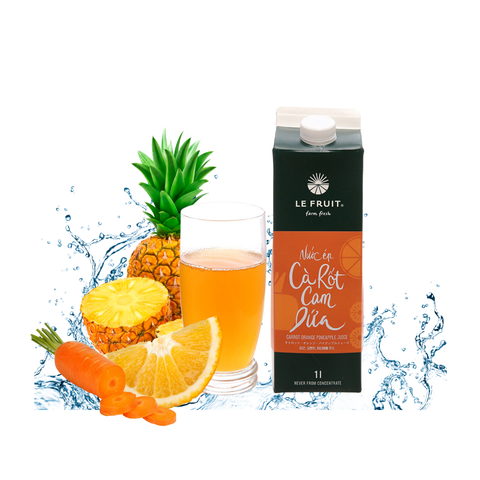 LE FRUIT®
farm fresh
Nước ép
Cà Rốt
Cam
Dứa
CARROT ORANGE PINEAPPLE JUICE
1l
NEVER FROM CONCENTRATE